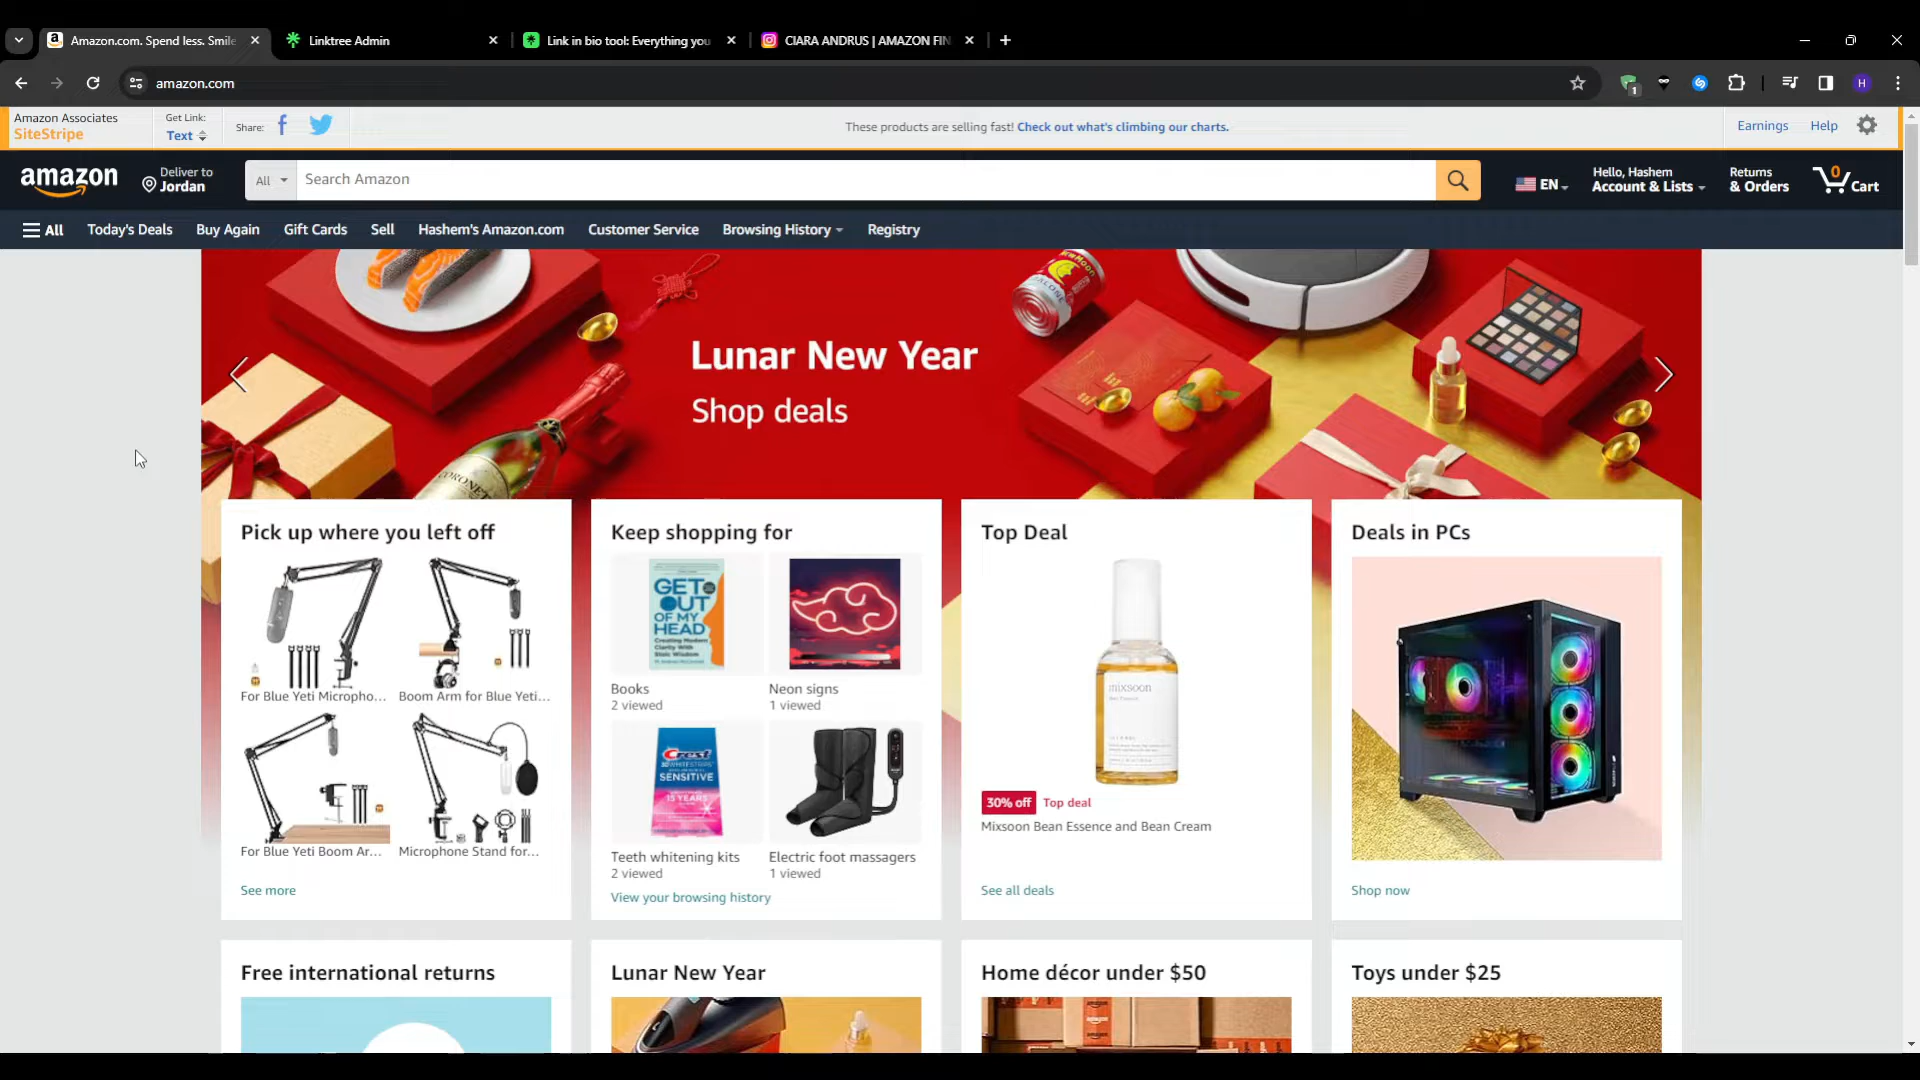 Amazon.com. Spend less. Smile
Linktree Admin
Link in bio tool: Everything you
CIARA ANDRUS | AMAZON FIN
amazon.com
1
H
Amazon Associates
SiteStripe
Get Link:
Text
Share:
These products are selling fast! Check out what's climbing our charts.
Earnings
Help
amazon
Deliver to
Jordan
All
Search Amazon
EN
Hello, Hashem
Account & Lists
Returns
& Orders
0
Cart
All
Today's Deals
Buy Again
Gift Cards
Sell
Hashem's Amazon.com
Customer Service
Browsing History
Registry
Lunar New Year
Shop deals
Pick up where you left off
For Blue Yeti Micropho...
Boom Arm for Blue Yeti...
For Blue Yeti Boom Ar...
Microphone Stand for...
See more
Keep shopping for
GET
OUT
OF MY
HEAD
Books
2 viewed
Neon signs
1 viewed
Crest
SENSITIVE
15 YEARS
Teeth whitening kits
2 viewed
Electric foot massagers
1 viewed
View your browsing history
Top Deal
mixsoon
30% off
Top deal
Mixsoon Bean Essence and Bean Cream
See all deals
Deals in PCs
Shop now
Free international returns
Lunar New Year
Home décor under $50
Toys under $25